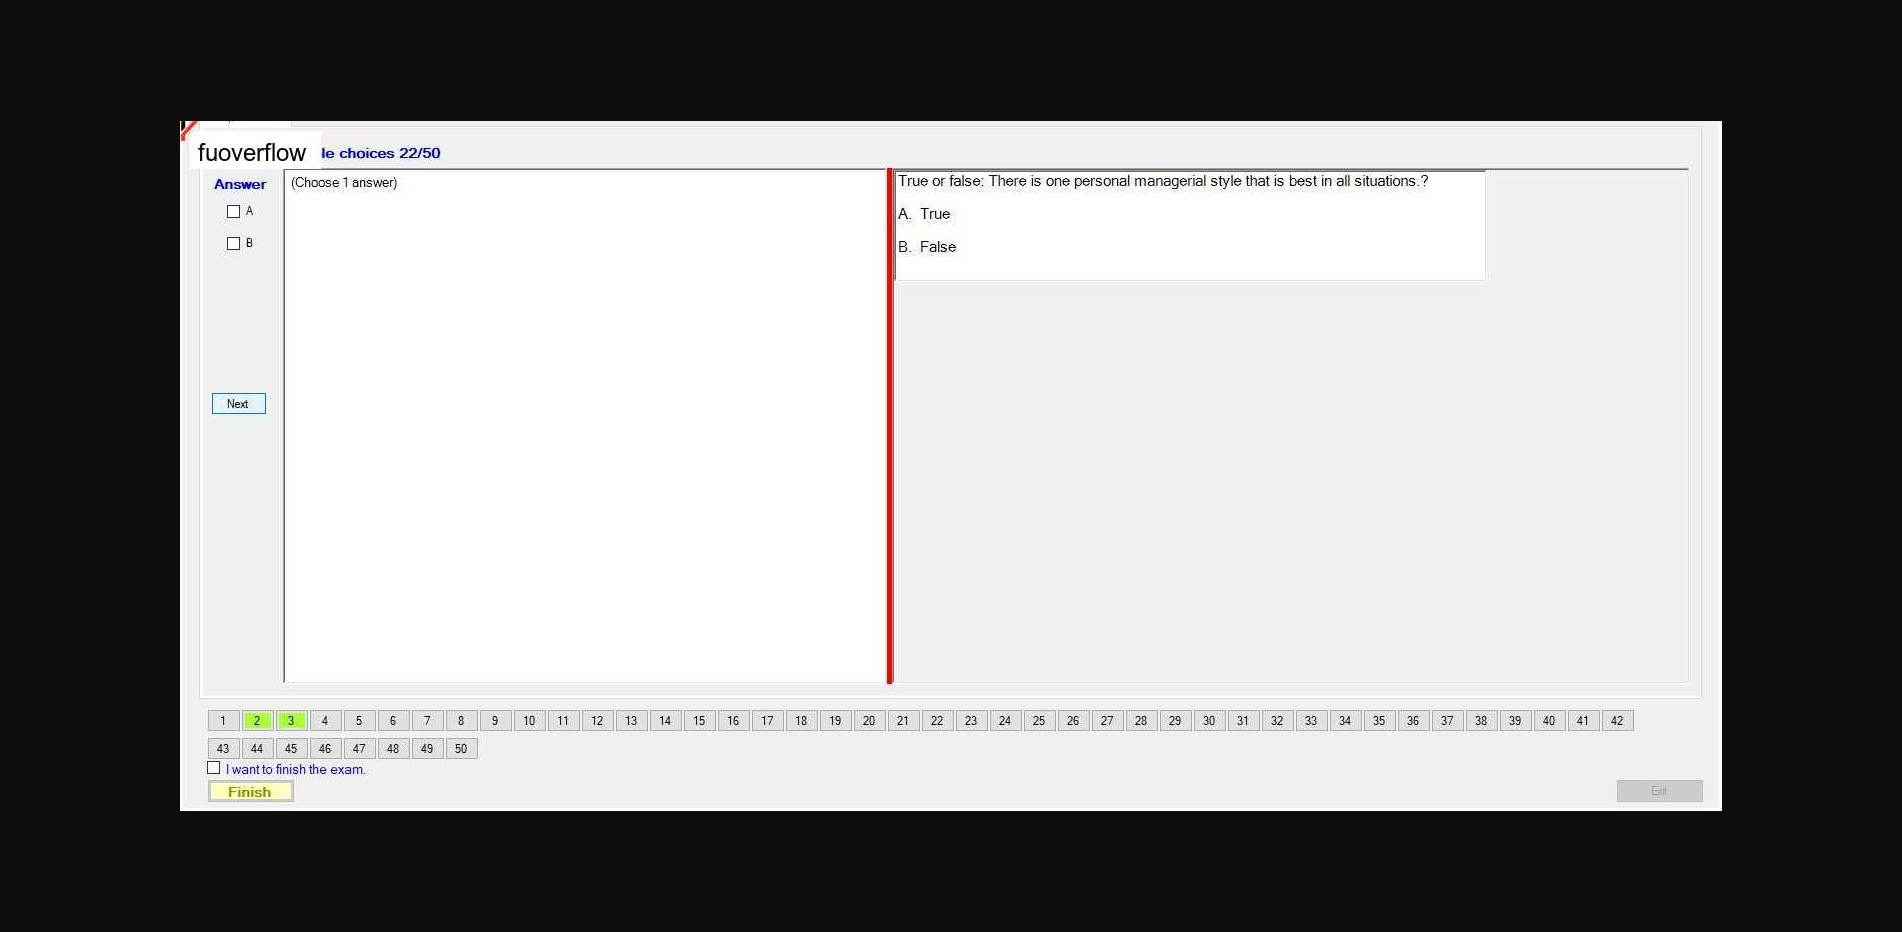 fuoverflow
le choices 22/50
Answer
A
B
Next
(Choose 1 answer)
True or false: There is one personal managerial style that is best in all situations.?
A. True
B. False
1 2 3 4 5 6 7 8 9 10 11 12 13 14 15 16 17 18 19 20 21 22 23 24 25 26 27 28 29 30 31 32 33 34 35 36 37 38 39 40 41 42
43 44 45 46 47 48 49 50
I want to finish the exam.
Finish
Exit